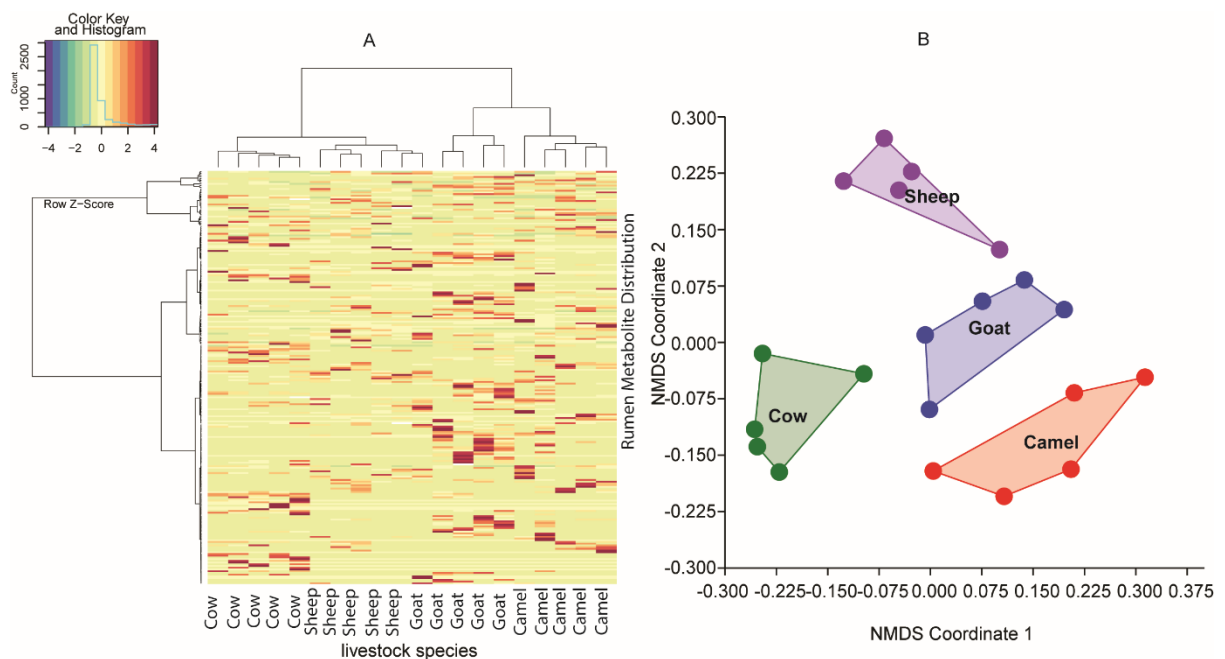 Color Key
and Histogram
Count
0 1000 2500
−4 −2 0 2 4
A
Row Z−Score
Rumen Metabolite Distribution
Cow Cow Cow Cow Cow Sheep Sheep Sheep Sheep Sheep Goat Goat Goat Goat Goat Camel Camel Camel Camel Camel
livestock species
B
NMDS Coordinate 2
0.300
0.225
0.150
0.075
0.000
-0.075
-0.150
-0.225
-0.300
Sheep
Goat
Cow
Camel
-0.300 -0.225 -0.150 -0.075 0.000 0.075 0.150 0.225 0.300 0.375
NMDS Coordinate 1